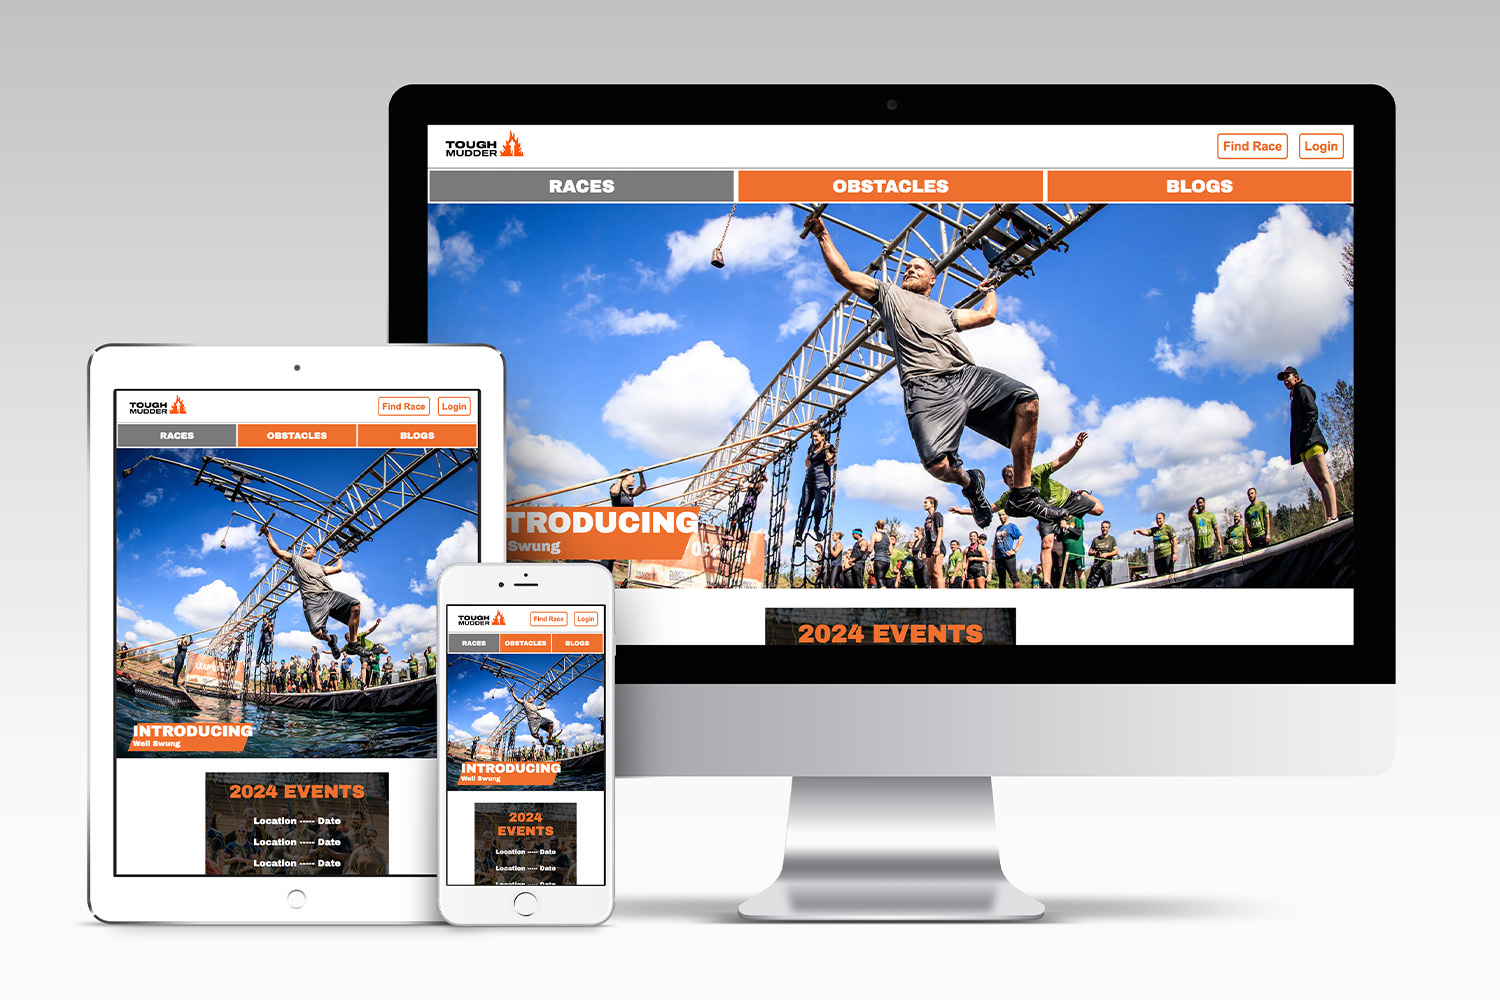 TOUGH
MUDDER
Find Race
Login
RACES
OBSTACLES
BLOGS
TRODUCING
Swung
2024 EVENTS
TOUGH
MUDDER
Find Race
Login
RACES
OBSTACLES
BLOGS
INTRODUCING
Well Swung
2024 EVENTS
Location ----- Date
Location ----- Date
Location ----- Date
TOUGH
MUDDER
Find Race
Login
RACES
OBSTACLES
BLOGS
INTRODUCING
Well Swung
2024
EVENTS
Location ----- Date
Location ----- Date
Location ----- Date